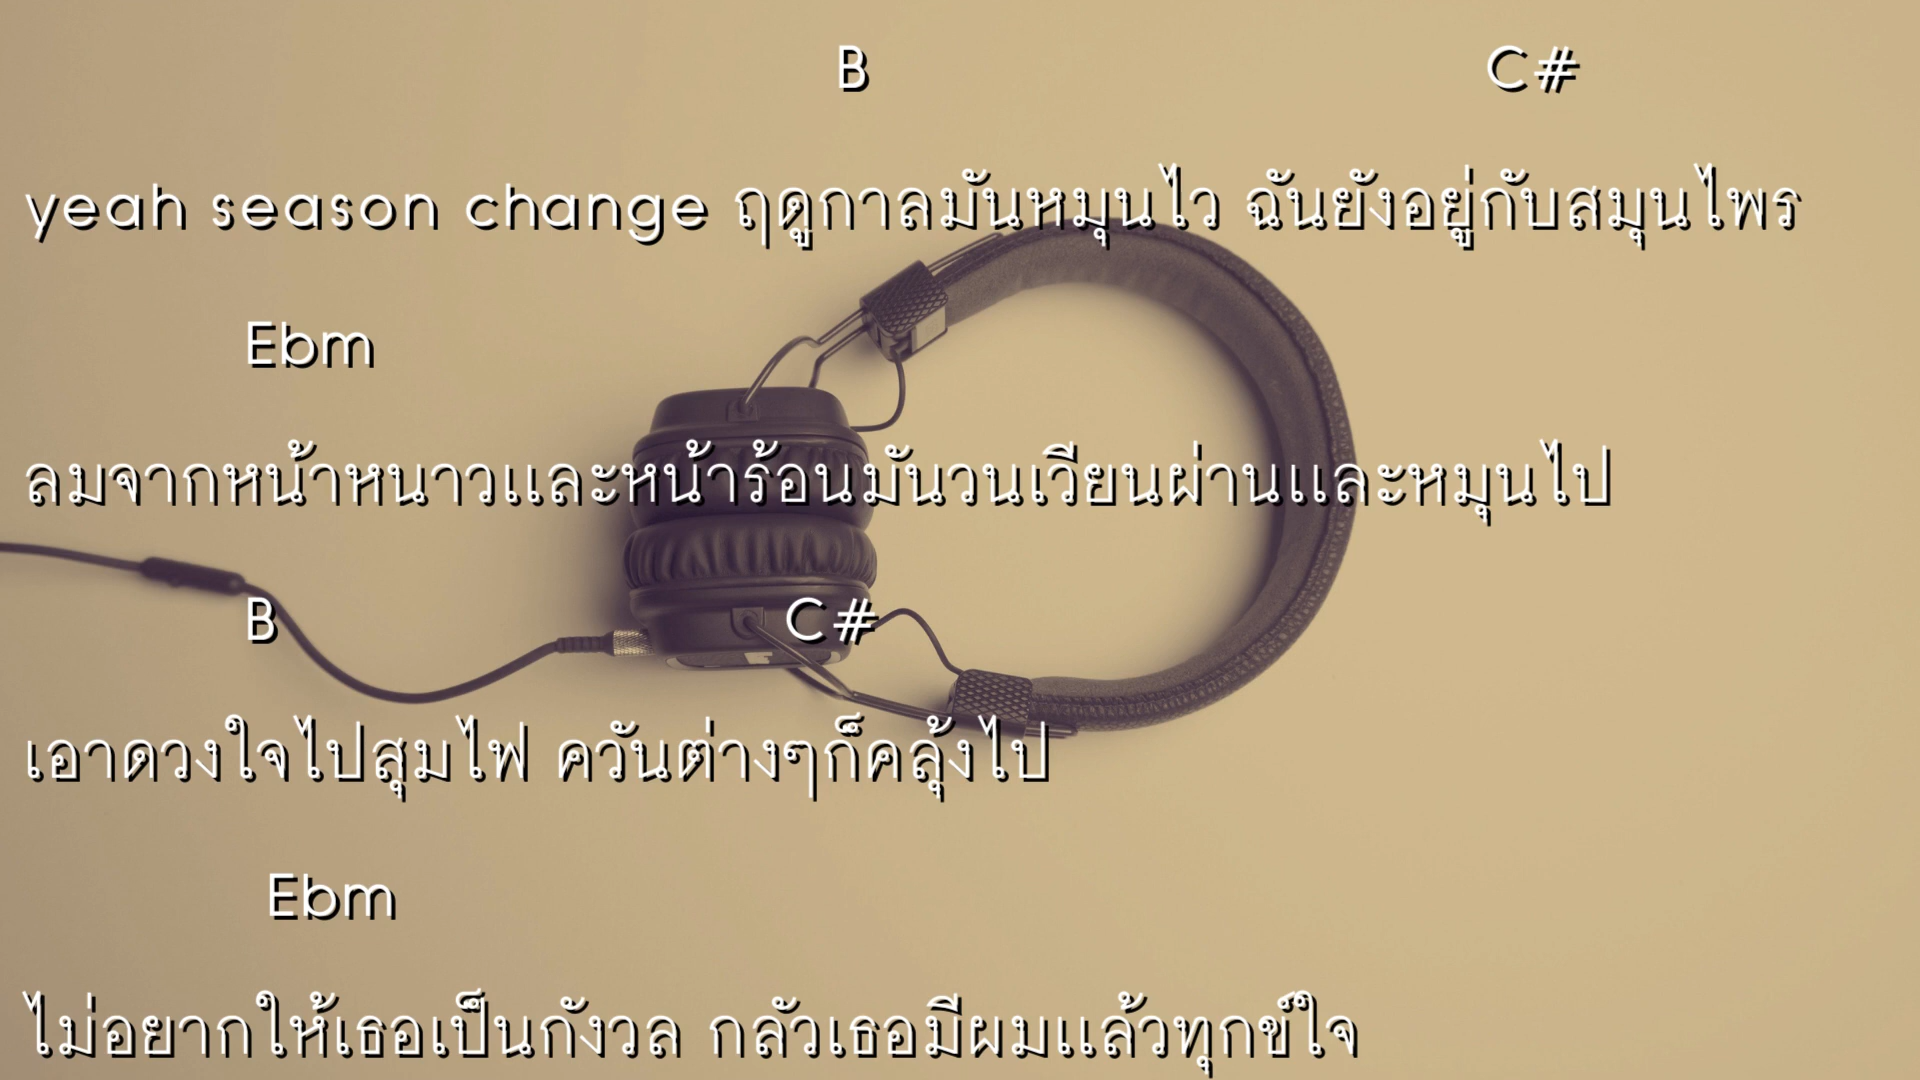 B C#
yeah season change ฤดูกาลมันหมุนไว ฉันยังอยู่กับสมุนไพร
Ebm
ลมจากหน้าหนาวและหน้าร้อนมันวนเวียนผ่านและหมุนไป
B C#
เอาดวงใจไปสุมไฟ ควันต่างๆก็คลุ้งไป
Ebm
ไม่อยากให้เธอเป็นกังวล กลัวเธอมีผมแล้วทุกข์ใจ